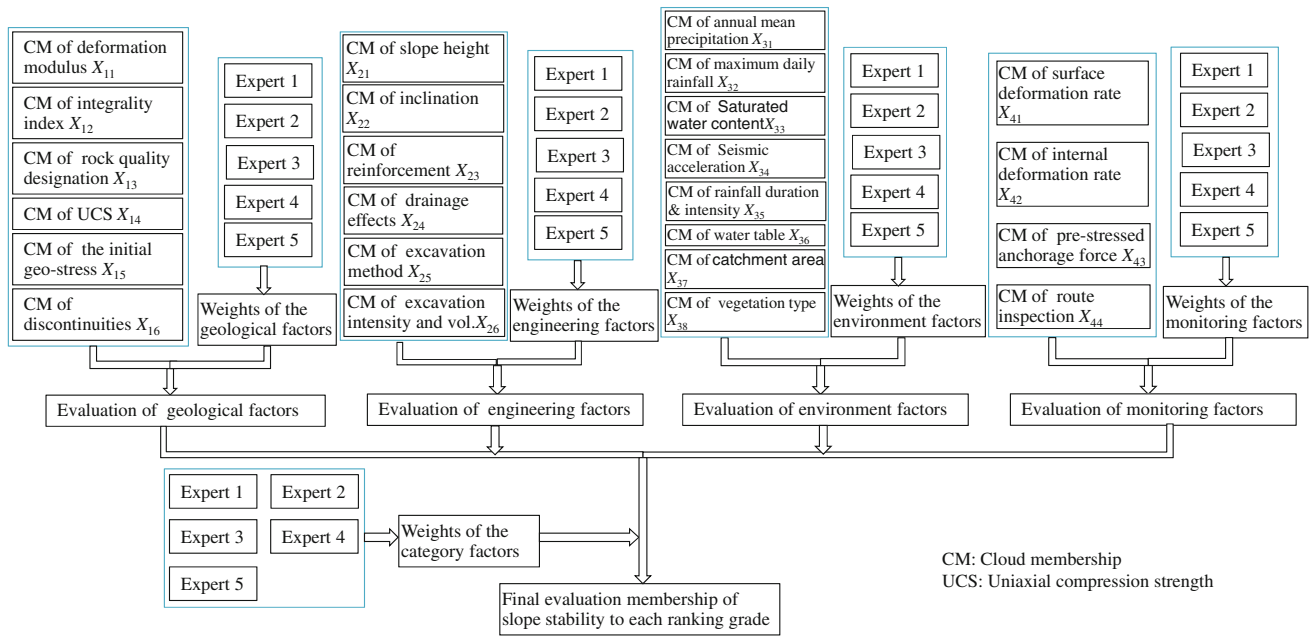 CM of deformation
modulus X11
CM of integrality
index X12
CM of rock quality
designation X13
CM of UCS X14
CM of the initial
geo-stress X15
CM of
discontinuities X16
Expert 1
Expert 2
Expert 3
Expert 4
Expert 5
Weights of the
geological factors
CM of slope height
X21
CM of inclination
X22
CM of
reinforcement X23
CM of drainage
effects X24
CM of excavation
method X25
CM of excavation
intensity and vol.X26
Expert 1
Expert 2
Expert 3
Expert 4
Expert 5
Weights of the
engineering factors
CM of annual mean
precipitation X31
CM of maximum daily
rainfall X32
CM of Saturated
water contentX33
CM of Seismic
acceleration X34
CM of rainfall duration
& intensity X35
CM of water table X36
CM of catchment area
X37
CM of vegetation type
X38
Expert 1
Expert 2
Expert 3
Expert 4
Expert 5
Weights of the
environment factors
CM of surface
deformation rate
X41
CM of internal
deformation rate
X42
CM of pre-stressed
anchorage force X43
CM of route
inspection X44
Expert 1
Expert 2
Expert 3
Expert 4
Expert 5
Weights of the
monitoring factors
Evaluation of geological factors
Evaluation of engineering factors
Evaluation of environment factors
Evaluation of monitoring factors
Expert 1
Expert 2
Expert 3
Expert 4
Expert 5
Weights of the
category factors
Final evaluation membership of
slope stability to each ranking grade
CM: Cloud membership
UCS: Uniaxial compression strength